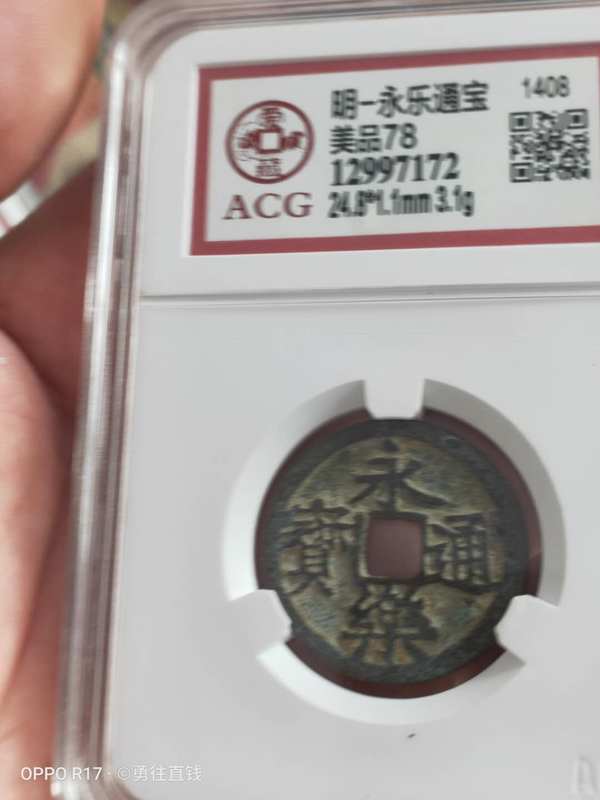 明-永乐通宝 1408
美品78
12997172
24.8*1.1mm 3.1g
ACG
永樂通寶
A
OPPO R17 · ©勇往直钱